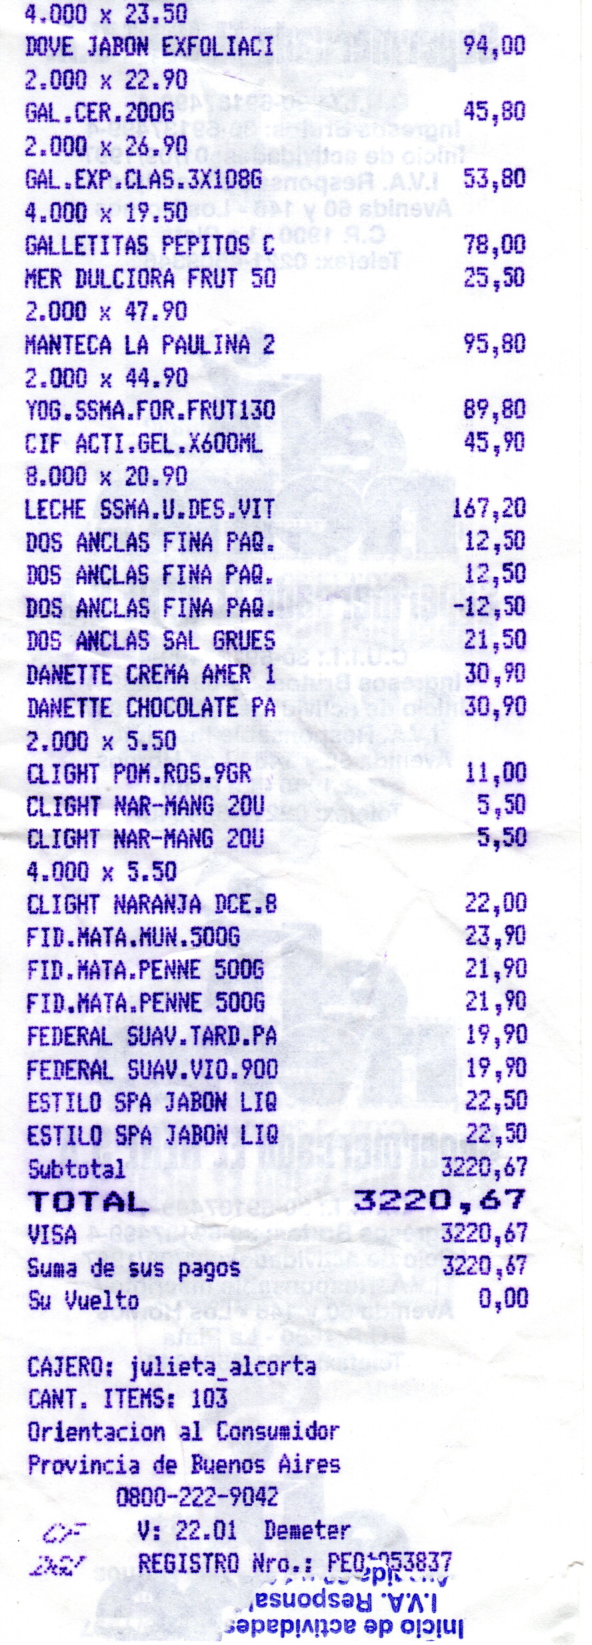 4.000 x 23.50
DOVE JABON EXFOLIACI 94,00
2.000 x 22.90
GAL.CER.200G 45,80
2.000 x 26.90
GAL.EXP.CLAS.3X108G 53,80
4.000 x 19.50
GALLETITAS PEPITOS C 78,00
MER DULCIORA FRUT 50 25,50
2.000 x 47.90
MANTECA LA PAULINA 2 95,80
2.000 x 44.90
YOG.SSMA.FOR.FRUT130 89,80
CIF ACTI.GEL.X600ML 45,90
8.000 x 20.90
LECHE SSMA.U.DES.VIT 167,20
DOS ANCLAS FINA PAQ. 12,50
DOS ANCLAS FINA PAQ. 12,50
DOS ANCLAS FINA PAQ. -12,50
DOS ANCLAS SAL GRUES 21,50
DANETTE CREMA AMER 1 30,90
DANETTE CHOCOLATE PA 30,90
2.000 x 5.50
CLIGHT POM.ROS.9GR 11,00
CLIGHT NAR-MANG 20U 5,50
CLIGHT NAR-MANG 20U 5,50
4.000 x 5.50
CLIGHT NARANJA DCE.8 22,00
FID.MATA.MUN.500G 23,90
FID.MATA.PENNE 500G 21,90
FID.MATA.PENNE 500G 21,90
FEDERAL SUAV.TARD.PA 19,90
FEDERAL SUAV.VIO.900 19,90
ESTILO SPA JABON LIQ 22,50
ESTILO SPA JABON LIQ 22,50
Subtotal 3220,67
TOTAL 3220,67
VISA 3220,67
Suma de sus pagos 3220,67
Su Vuelto 0,00
CAJERO: julieta_alcorta
CANT. ITEMS: 103
Orientacion al Consumidor
Provincia de Buenos Aires
0800-222-9042
CF V: 22.01 Demeter
DGI REGISTRO Nro.: PEO-053837
I.V.A. Responsa
Inicio de actividades